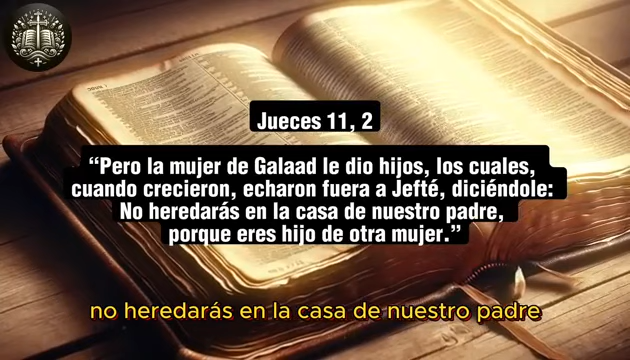 Jueces 11, 2
“Pero la mujer de Galaad le dio hijos, los cuales,
cuando crecieron, echaron fuera a Jefté, diciéndole:
No heredarás en la casa de nuestro padre,
porque eres hijo de otra mujer.”
no heredarás en la casa de nuestro padre